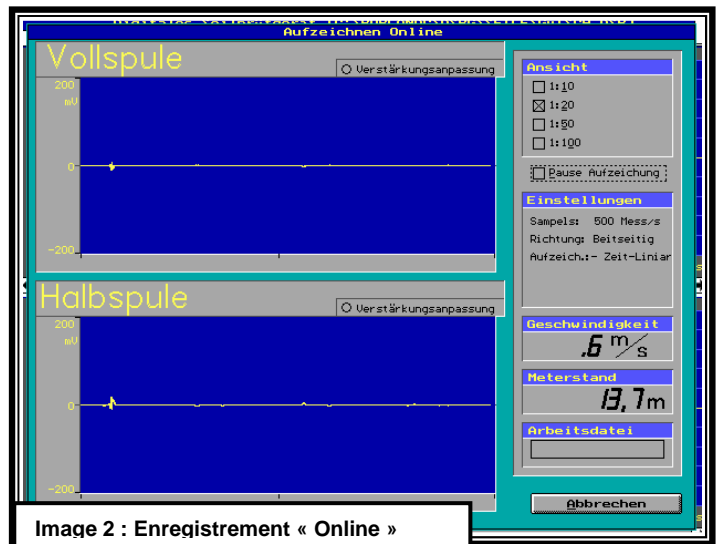 Aufzeichnen Online
Vollspule
Verstärkungsanpassung
200
mV
0
-200
Halbspule
Verstärkungsanpassung
200
mV
0
-200
Ansicht
1:10
1:20
1:50
1:100
Pause Aufzeichung
Einstellungen
Sampels: 500 Mess/s
Richtung: Beitseitig
Aufzeich.:- Zeit-Liniar
Geschwindigkeit
.6 m/s
Meterstand
13,7m
Arbeitsdatei
Abbrechen
Image 2 : Enregistrement « Online »